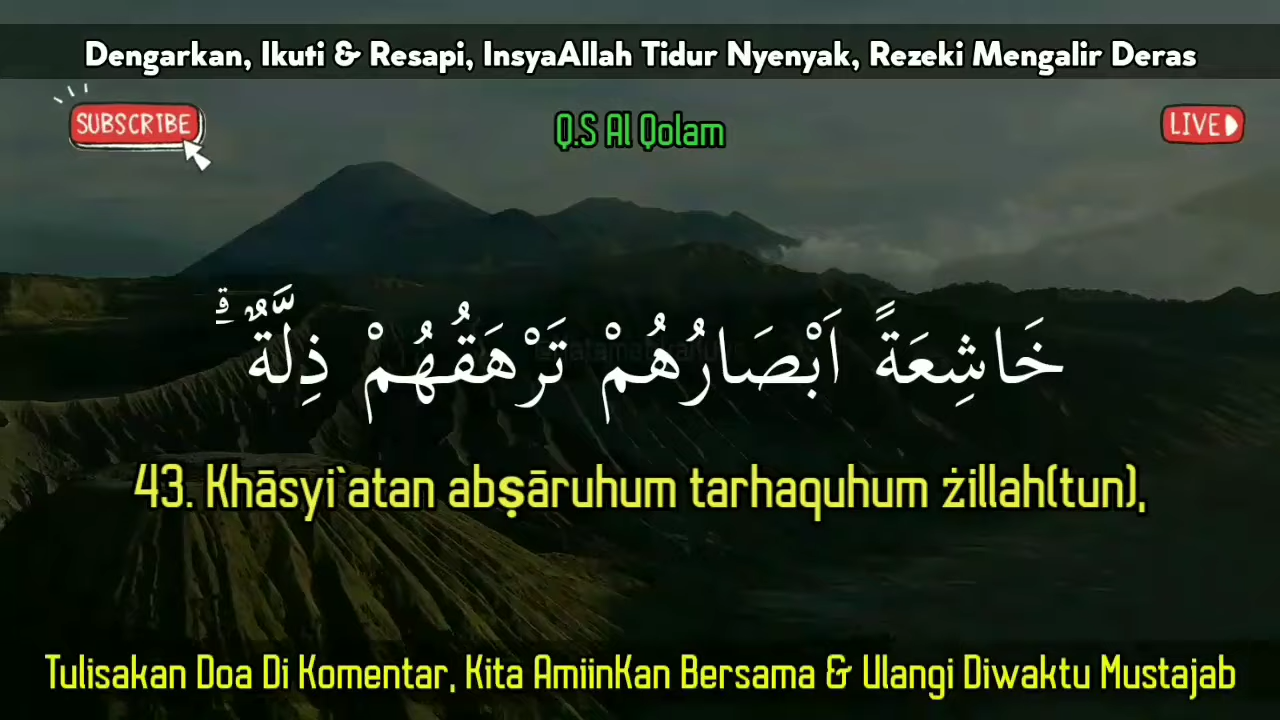 Dengarkan, Ikuti & Resapi, InsyaAllah Tidur Nyenyak, Rezeki Mengalir Deras
SUBSCRIBE
Q.S Al Qolam
LIVE
خَاشِعَةً اَبْصَارُهُمْ تَرْهَقُهُمْ ذِلَّةٌ ۗ
43. Khāsyi`atan abṣāruhum tarhaquhum żillah(tun),
Tulisakan Doa Di Komentar, Kita AmiinKan Bersama & Ulangi Diwaktu Mustajab